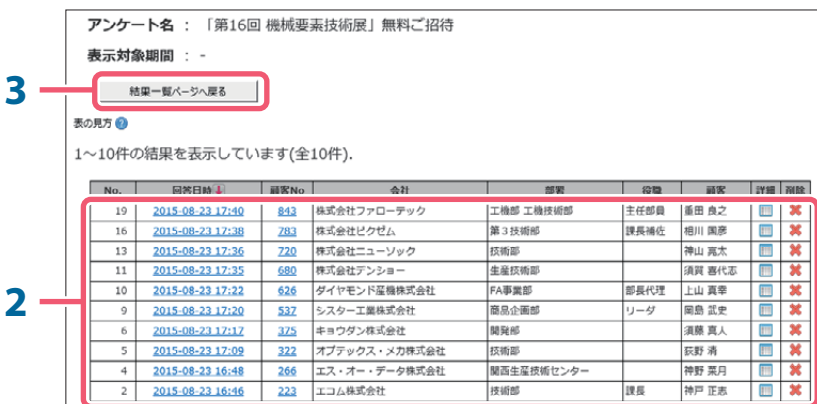 アンケート名 ： 「第16回 機械要素技術展」無料ご招待
表示対象期間 ： -
3
結果一覧ページへ戻る
表の見方 ?
1～10件の結果を表示しています(全10件).
No. 回答日時 顧客No 会社 部署 役職 顧客 詳細 削除
19 2015-08-23 17:40 843 株式会社ファローテック 工機部 工機技術部 主任部員 重田 良之
16 2015-08-23 17:38 783 株式会社ピクゼム 第３技術部 課長補佐 相川 国彦
13 2015-08-23 17:36 720 株式会社ニューソック 技術部 神山 亮太
11 2015-08-23 17:35 680 株式会社デンショー 生産技術部 須賀 喜代志
2
10 2015-08-23 17:22 626 ダイヤモンド産機株式会社 FA事業部 部長代理 上山 真幸
9 2015-08-23 17:20 537 シスター工業株式会社 商品企画部 リーダ 岡島 武史
6 2015-08-23 17:17 375 キョウダン株式会社 開発部 須藤 真人
5 2015-08-23 17:09 322 オプテックス・メカ株式会社 技術部 荻野 清
4 2015-08-23 16:48 266 エス・オー・データ株式会社 関西生産技術センター 神野 菜月
2 2015-08-23 16:46 223 エコム株式会社 技術部 課長 神戸 正志